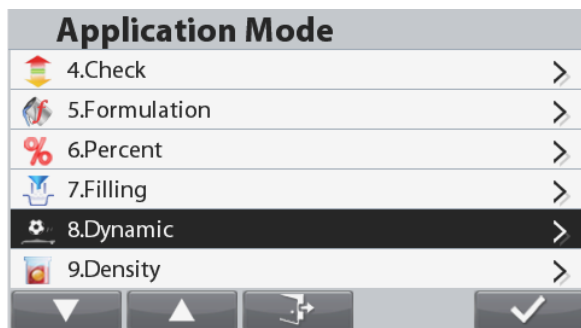 Application Mode
4.Check
5.Formulation
6.Percent
7.Filling
8.Dynamic
9.Density